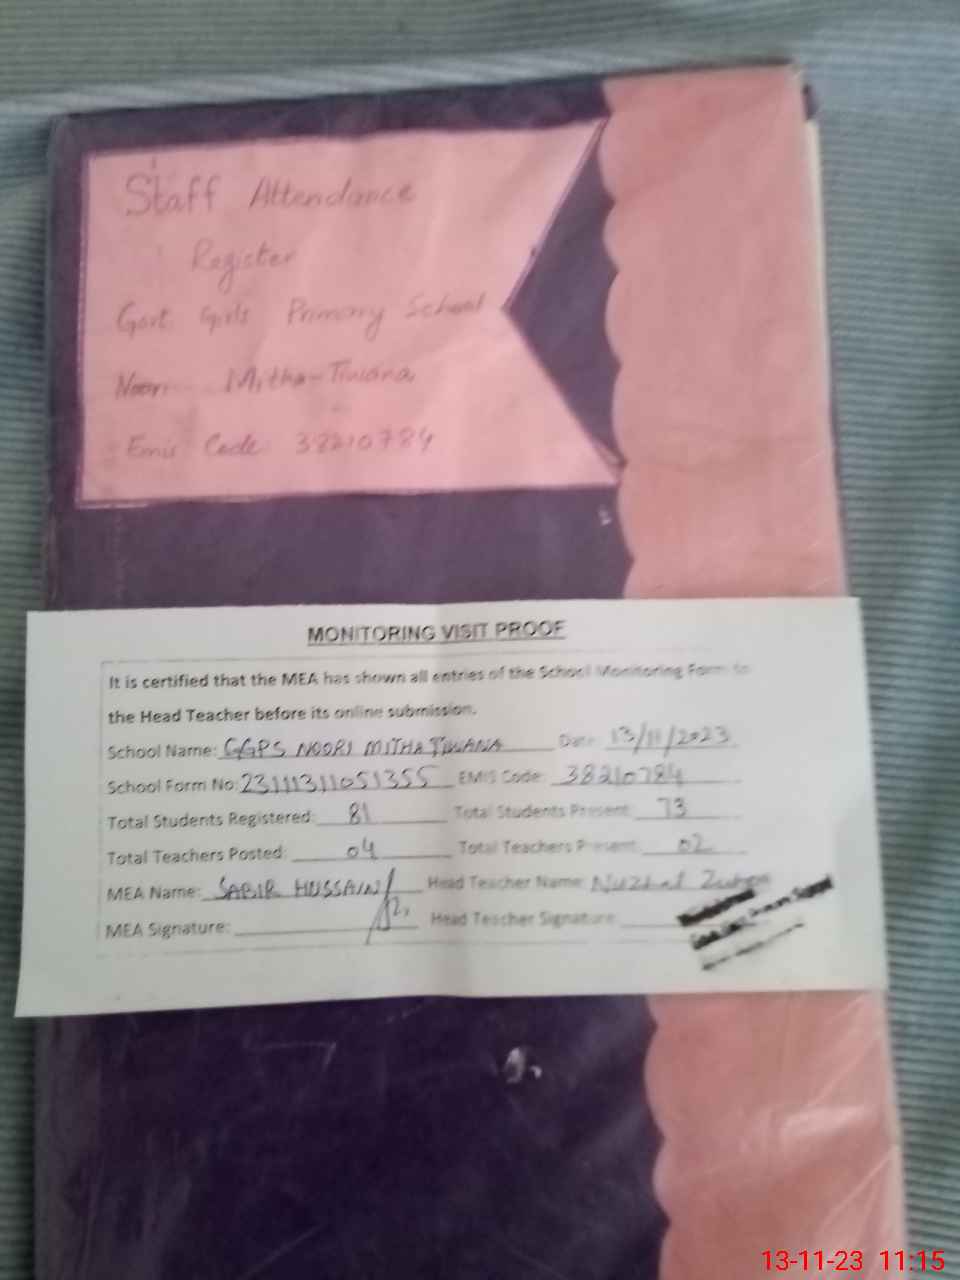 Staff Attendance
Register
Govt Girls Primary School
Noori Mitha-Tiwana
Emis Code 38210784
MONITORING VISIT PROOF
It is certified that the MEA has shown all entries of the School Monitoring Form to
the Head Teacher before its online submission.
School Name: GGPS NOORI MITHA TIWANA Date: 13/11/2023
School Form No: 23111311051355 EMIS Code: 38210784
Total Students Registered: 81 Total Students Present: 73
Total Teachers Posted: 04 Total Teachers Present: 02
MEA Name: SABIR HUSSAIN Head Teacher Name: Nuzhat
MEA Signature: Head Teacher Signature:
13-11-23 11:15